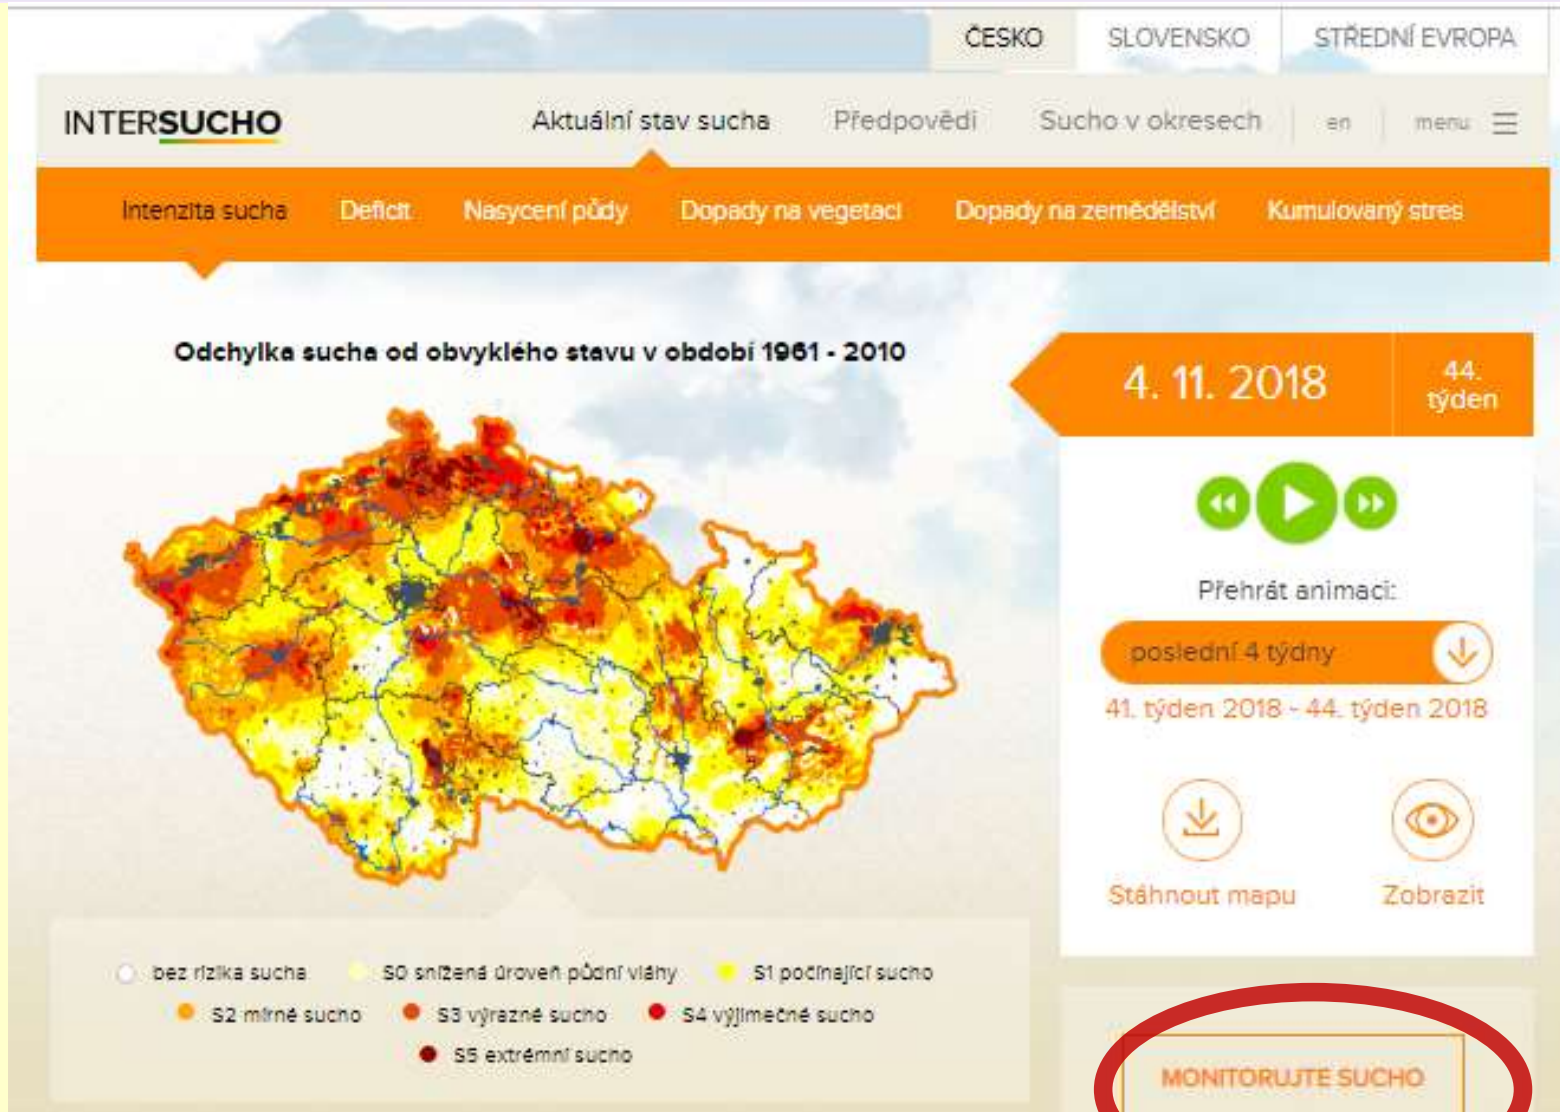 ČESKO SLOVENSKO STŘEDNÍ EVROPA
INTERSUCHO Aktuální stav sucha Předpovědi Sucho v okresech en menu
Intenzita sucha Deficit Nasycení půdy Dopady na vegetaci Dopady na zemědělství Kumulovaný stres
Odchylka sucha od obvyklého stavu v období 1961 - 2010
4. 11. 2018 44. týden
Přehrát animaci:
poslední 4 týdny
41. týden 2018 - 44. týden 2018
Stáhnout mapu Zobrazit
bez rizika sucha S0 snížená úroveň půdní vláhy S1 počínající sucho
S2 mírné sucho S3 výrazné sucho S4 výjimečné sucho
S5 extrémní sucho
MONITORUJTE SUCHO